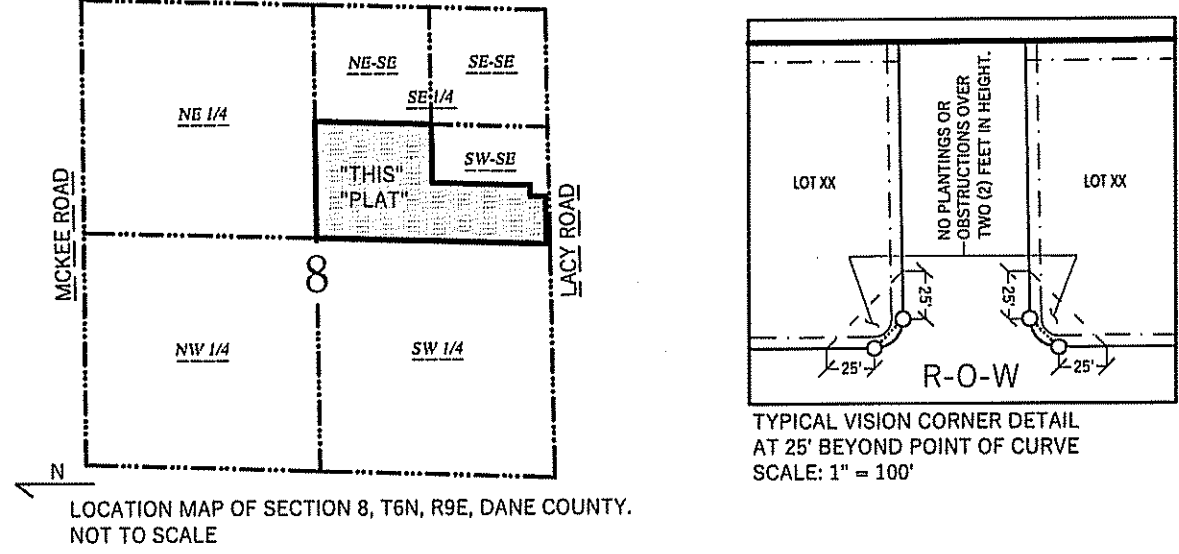 NE-SE
SE-SE
SE 1/4
NE 1/4
SW-SE
"THIS"
"PLAT"
MCKEE ROAD
LACY ROAD
8
NW 1/4
SW 1/4
N
LOCATION MAP OF SECTION 8, T6N, R9E, DANE COUNTY.
NOT TO SCALE
NO PLANTINGS OR
OBSTRUCTIONS OVER
TWO (2) FEET IN HEIGHT.
LOT XX
LOT XX
25'
25'
25'
25'
R-O-W
TYPICAL VISION CORNER DETAIL
AT 25' BEYOND POINT OF CURVE
SCALE: 1" = 100'